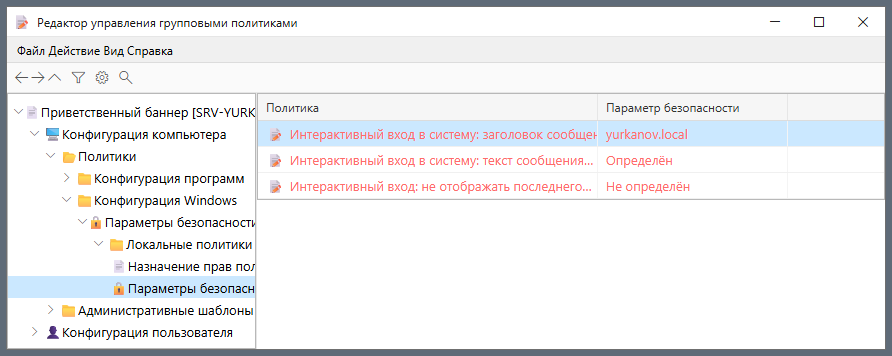 Редактор управления групповыми политиками
Файл Действие Вид Справка
Приветственный баннер [SRV-YURK
Конфигурация компьютера
Политики
Конфигурация программ
Конфигурация Windows
Параметры безопасности
Локальные политики
Назначение прав пол
Параметры безопасн
Административные шаблоны
Конфигурация пользователя
Политика Параметр безопасности
Интерактивный вход в систему: заголовок сообщен yurkanov.local
Интерактивный вход в систему: текст сообщения... Определён
Интерактивный вход: не отображать последнего... Не определён